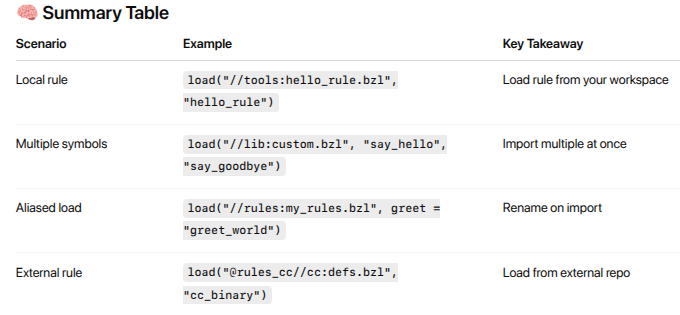 🧠 Summary Table
Scenario Example Key Takeaway
Local rule load("//tools:hello_rule.bzl", Load rule from your workspace
"hello_rule")
Multiple symbols load("//lib:custom.bzl", "say_hello", Import multiple at once
"say_goodbye")
Aliased load load("//rules:my_rules.bzl", greet = Rename on import
"greet_world")
External rule load("@rules_cc//cc:defs.bzl", Load from external repo
"cc_binary")